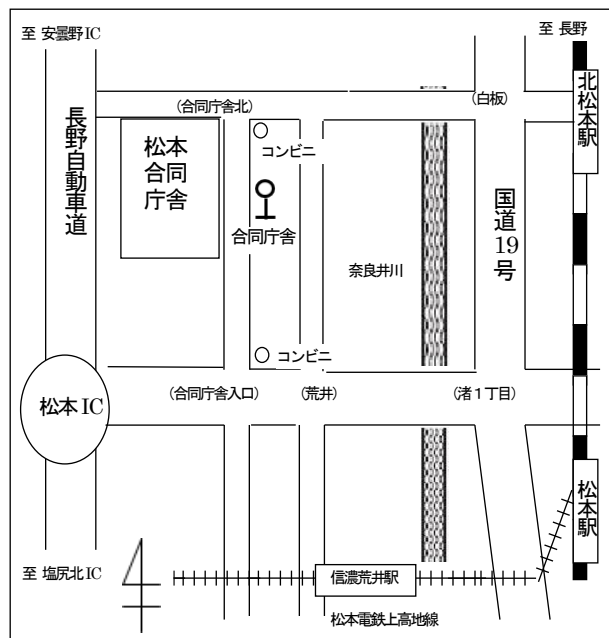 至 安曇野IC
至 長野
長野自動車道
(合同庁舎北)
(白板)
北松本駅
松本
合同
庁舎
コンビニ
合同庁舎
国道19号
奈良井川
コンビニ
松本 IC
(合同庁舎入口)
(荒井)
(渚1丁目)
松本駅
至 塩尻北IC
信濃荒井駅
松本電鉄上高地線